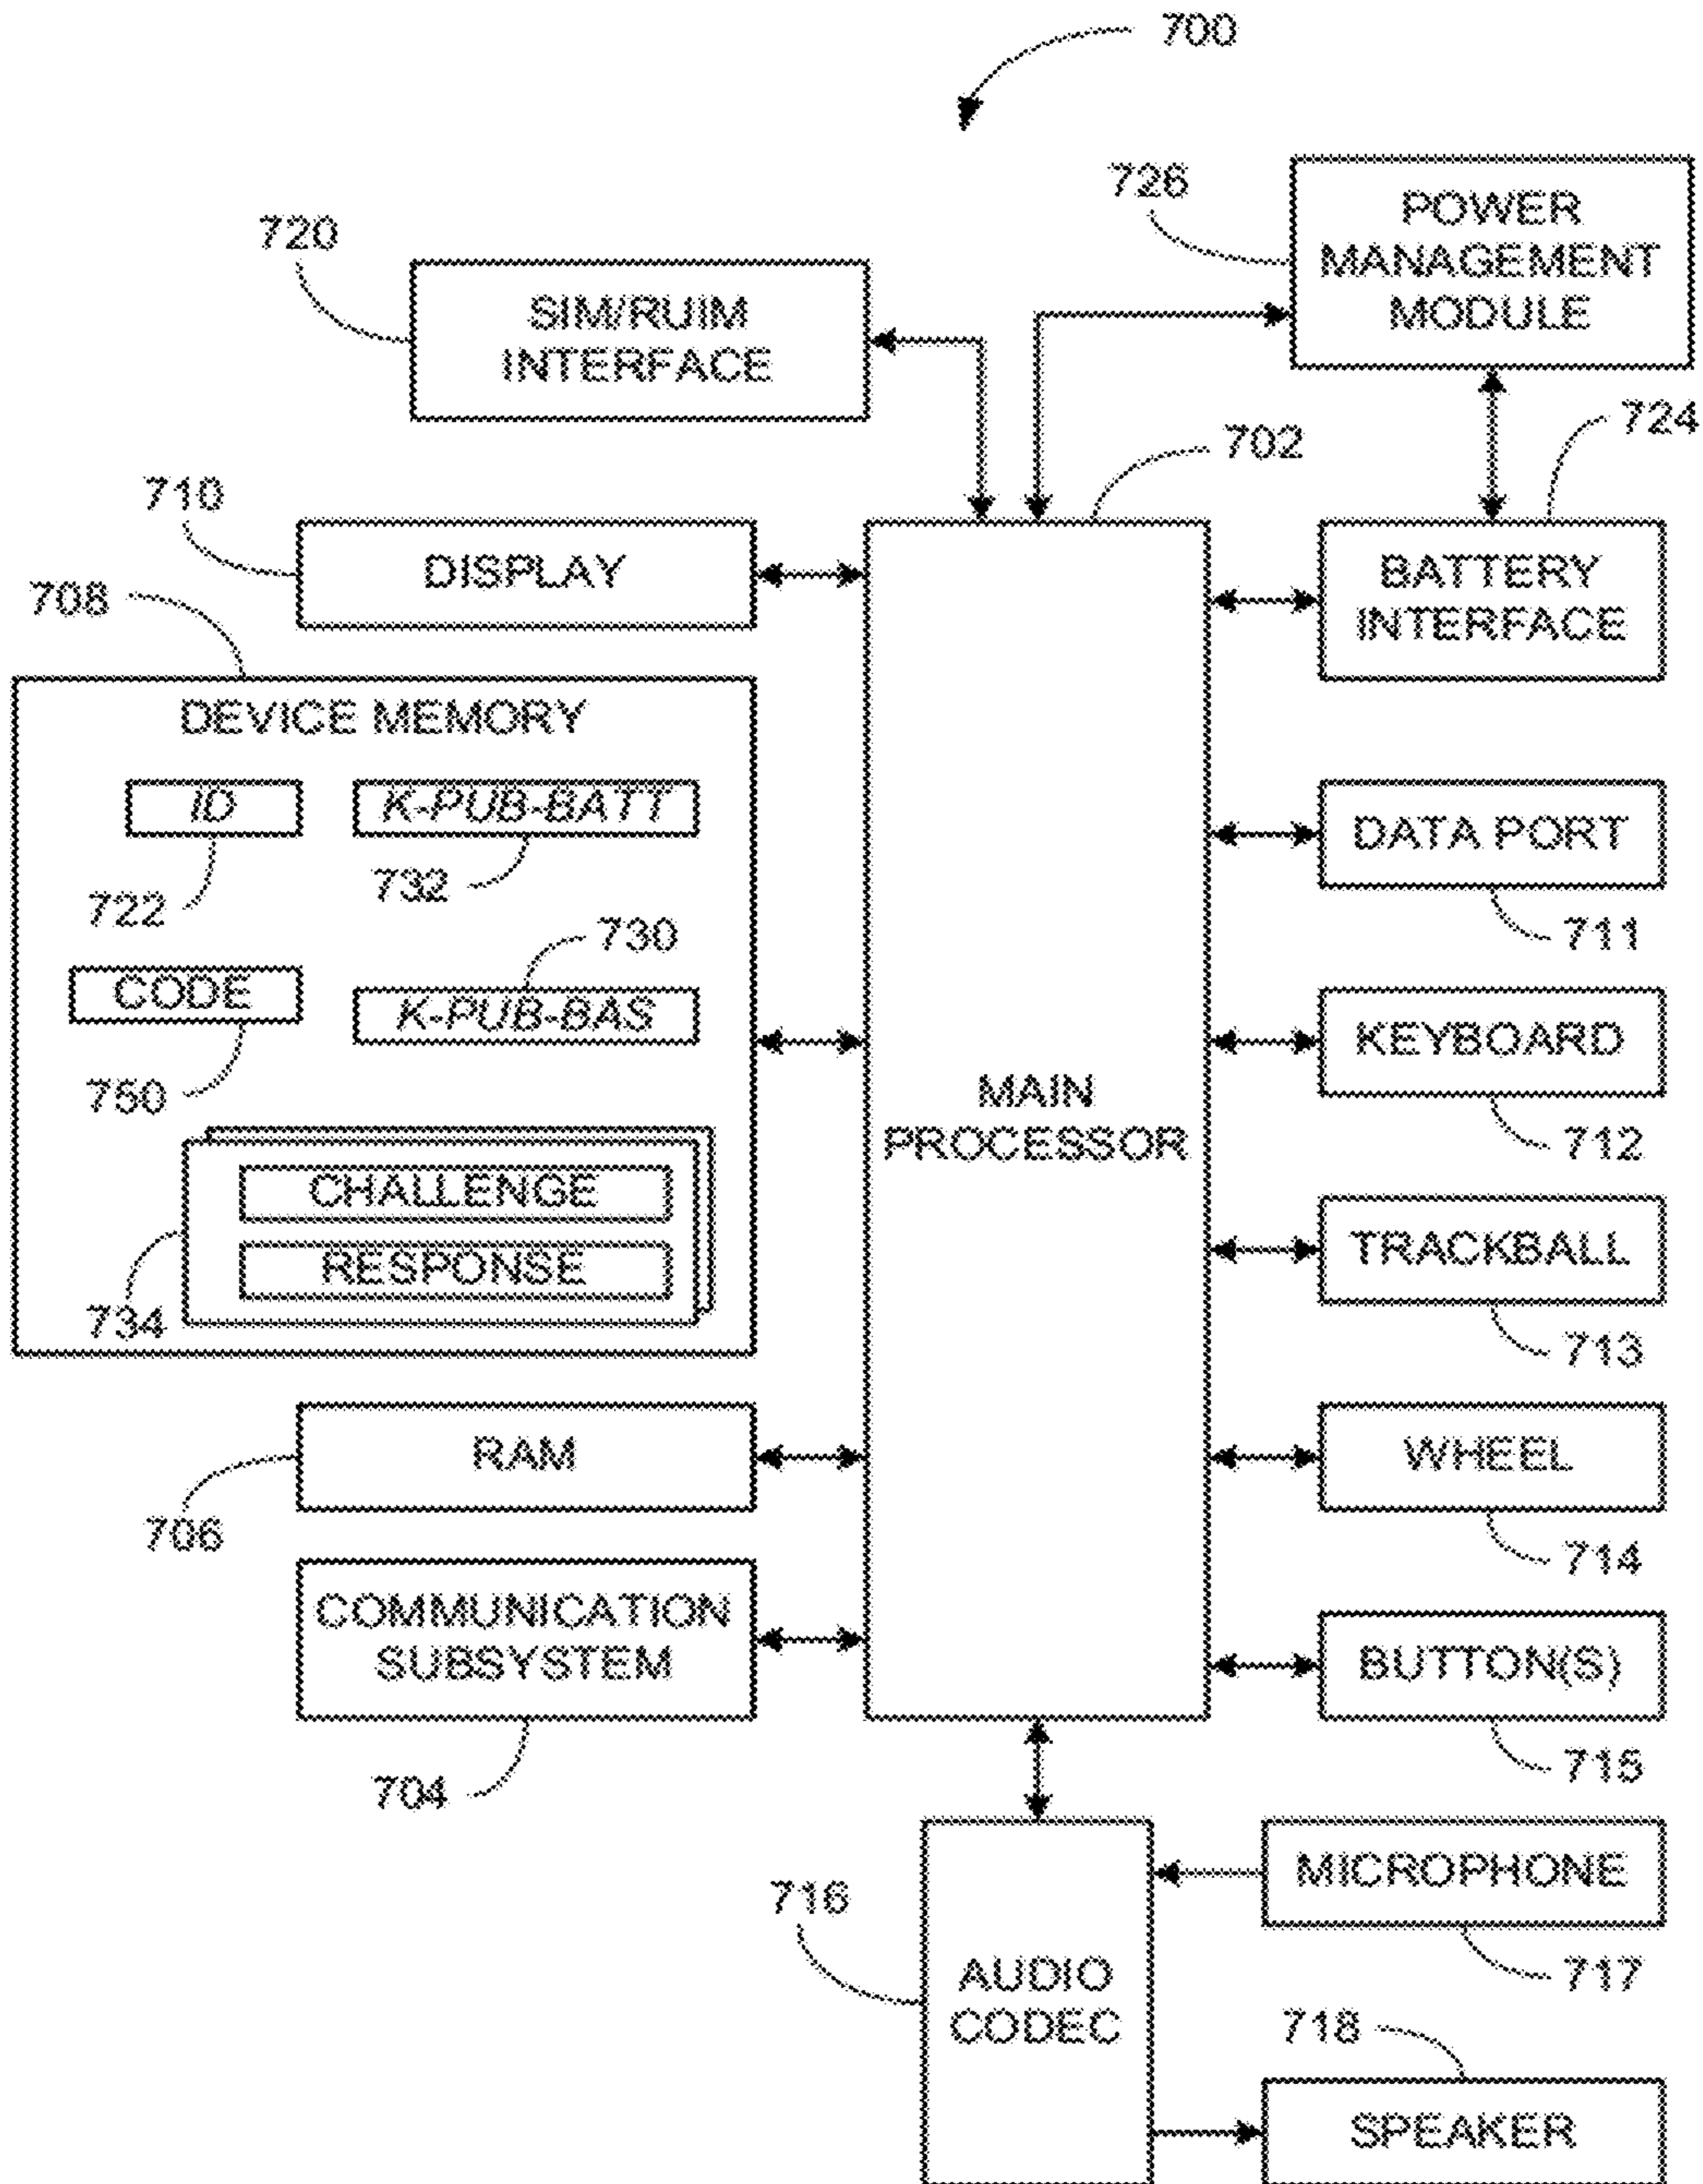 700
726
POWER
MANAGEMENT
MODULE
720
SIM/RUIM
INTERFACE
724
702
710
DISPLAY
BATTERY
INTERFACE
708
DEVICE MEMORY
ID
K-PUB-BATT
722
732
DATA PORT
711
730
CODE
K-PUB-BAS
750
KEYBOARD
712
MAIN
PROCESSOR
CHALLENGE
RESPONSE
734
TRACKBALL
713
RAM
706
WHEEL
714
COMMUNICATION
SUBSYSTEM
704
BUTTON(S)
715
716
AUDIO
CODEC
MICROPHONE
717
718
SPEAKER